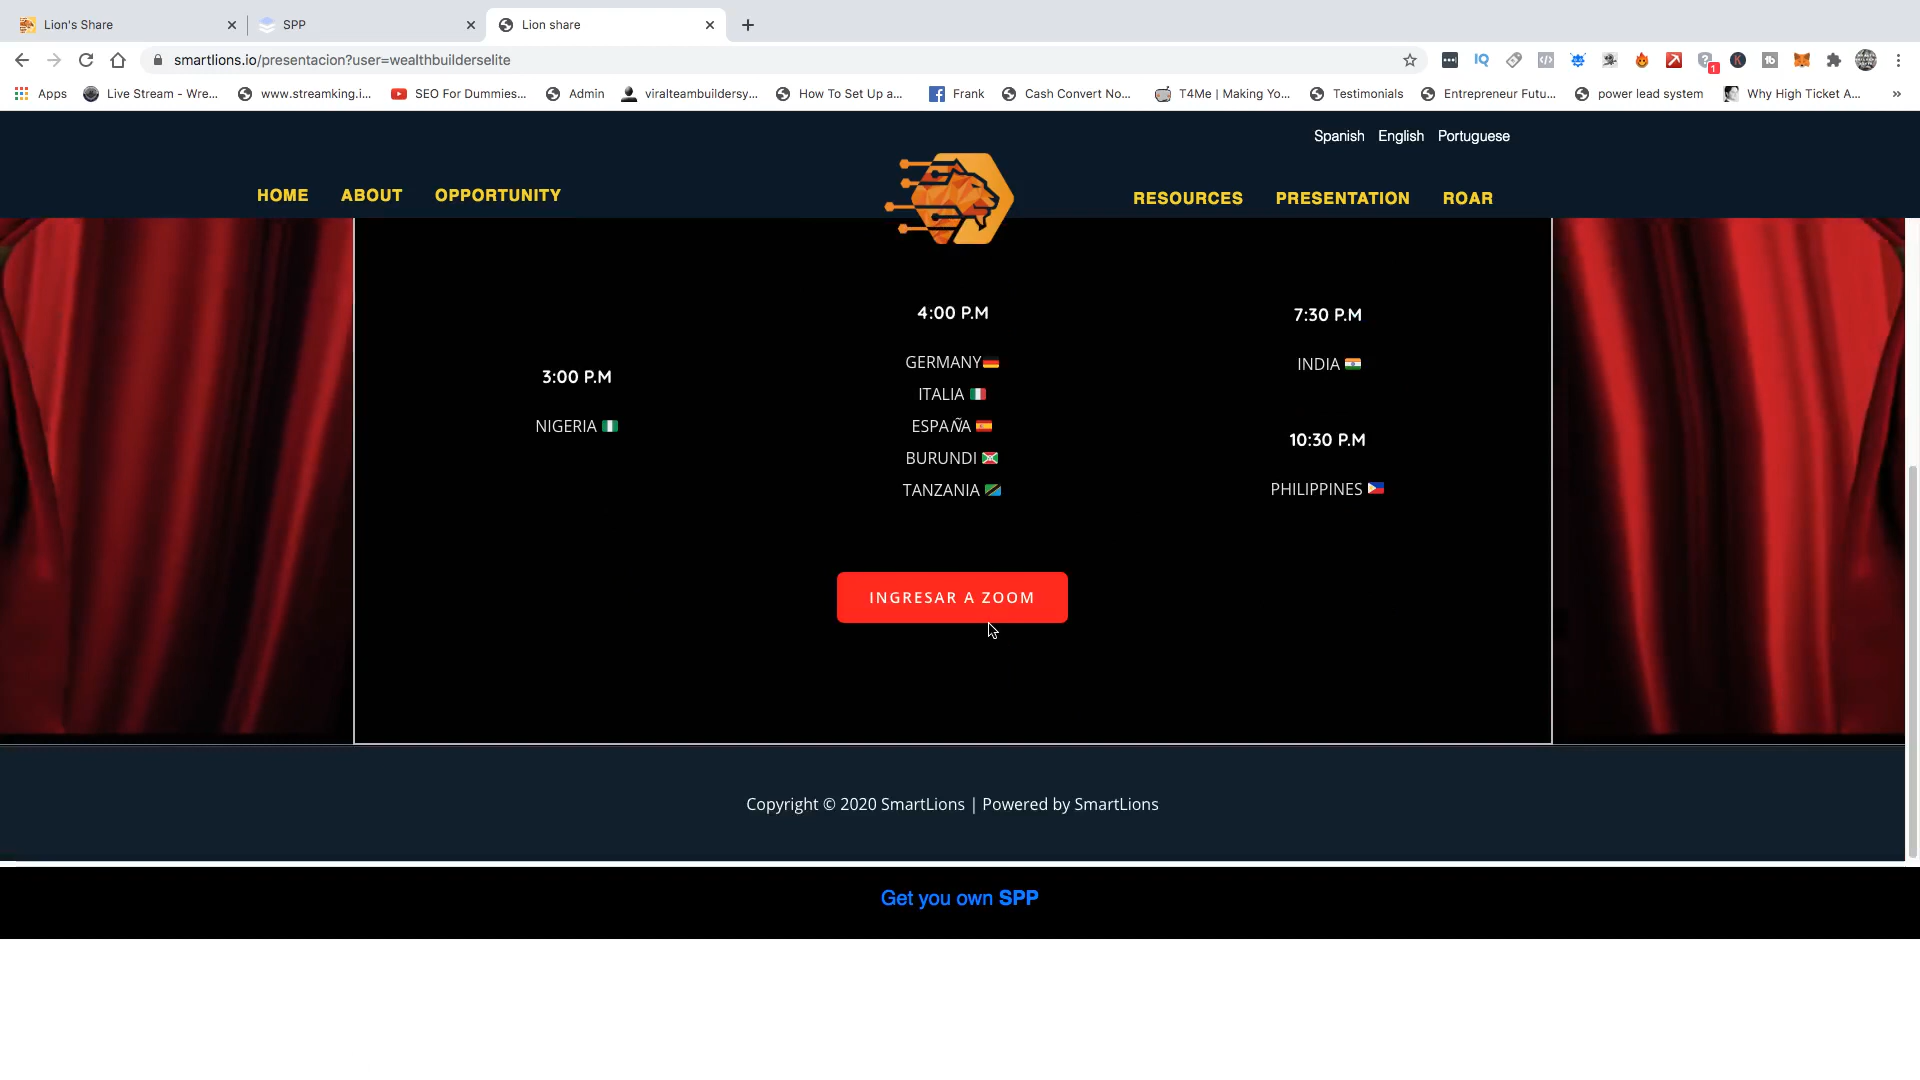 Lion's Share
SPP
Lion share
smartlions.io/presentacion?user=wealthbuilderselite
Apps
Live Stream - Wre...
www.streamking.i...
SEO For Dummies...
Admin
viralteambuildersy...
How To Set Up a...
Frank
Cash Convert No...
T4Me | Making Yo...
Testimonials
Entrepreneur Futu...
power lead system
Why High Ticket A...
Spanish English Portuguese
HOME ABOUT OPPORTUNITY
RESOURCES PRESENTATION ROAR
3:00 P.M
NIGERIA
4:00 P.M
GERMANY
ITALIA
ESPAÑA
BURUNDI
TANZANIA
7:30 P.M
INDIA
10:30 P.M
PHILIPPINES
INGRESAR A ZOOM
Copyright © 2020 SmartLions | Powered by SmartLions
Get you own SPP